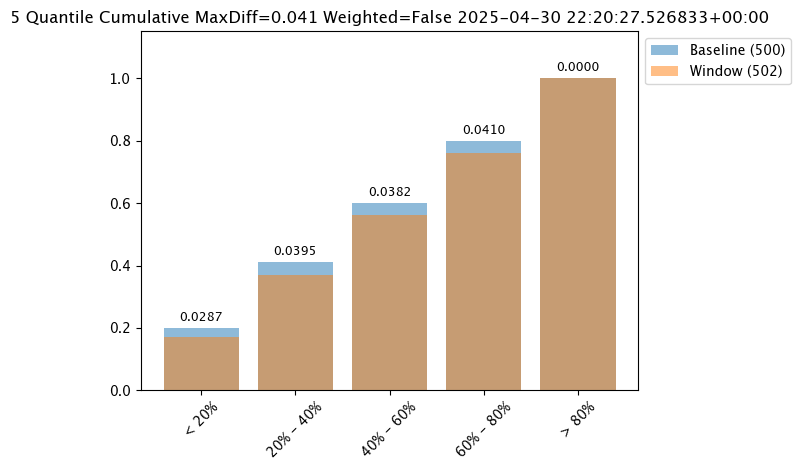 5 Quantile Cumulative MaxDiff=0.041 Weighted=False 2025-04-30 22:20:27.526833+00:00
Baseline (500)
Window (502)
1.0
0.8
0.6
0.4
0.2
0.0
0.0287
0.0395
0.0382
0.0410
0.0000
< 20%
20% - 40%
40% - 60%
60% - 80%
> 80%